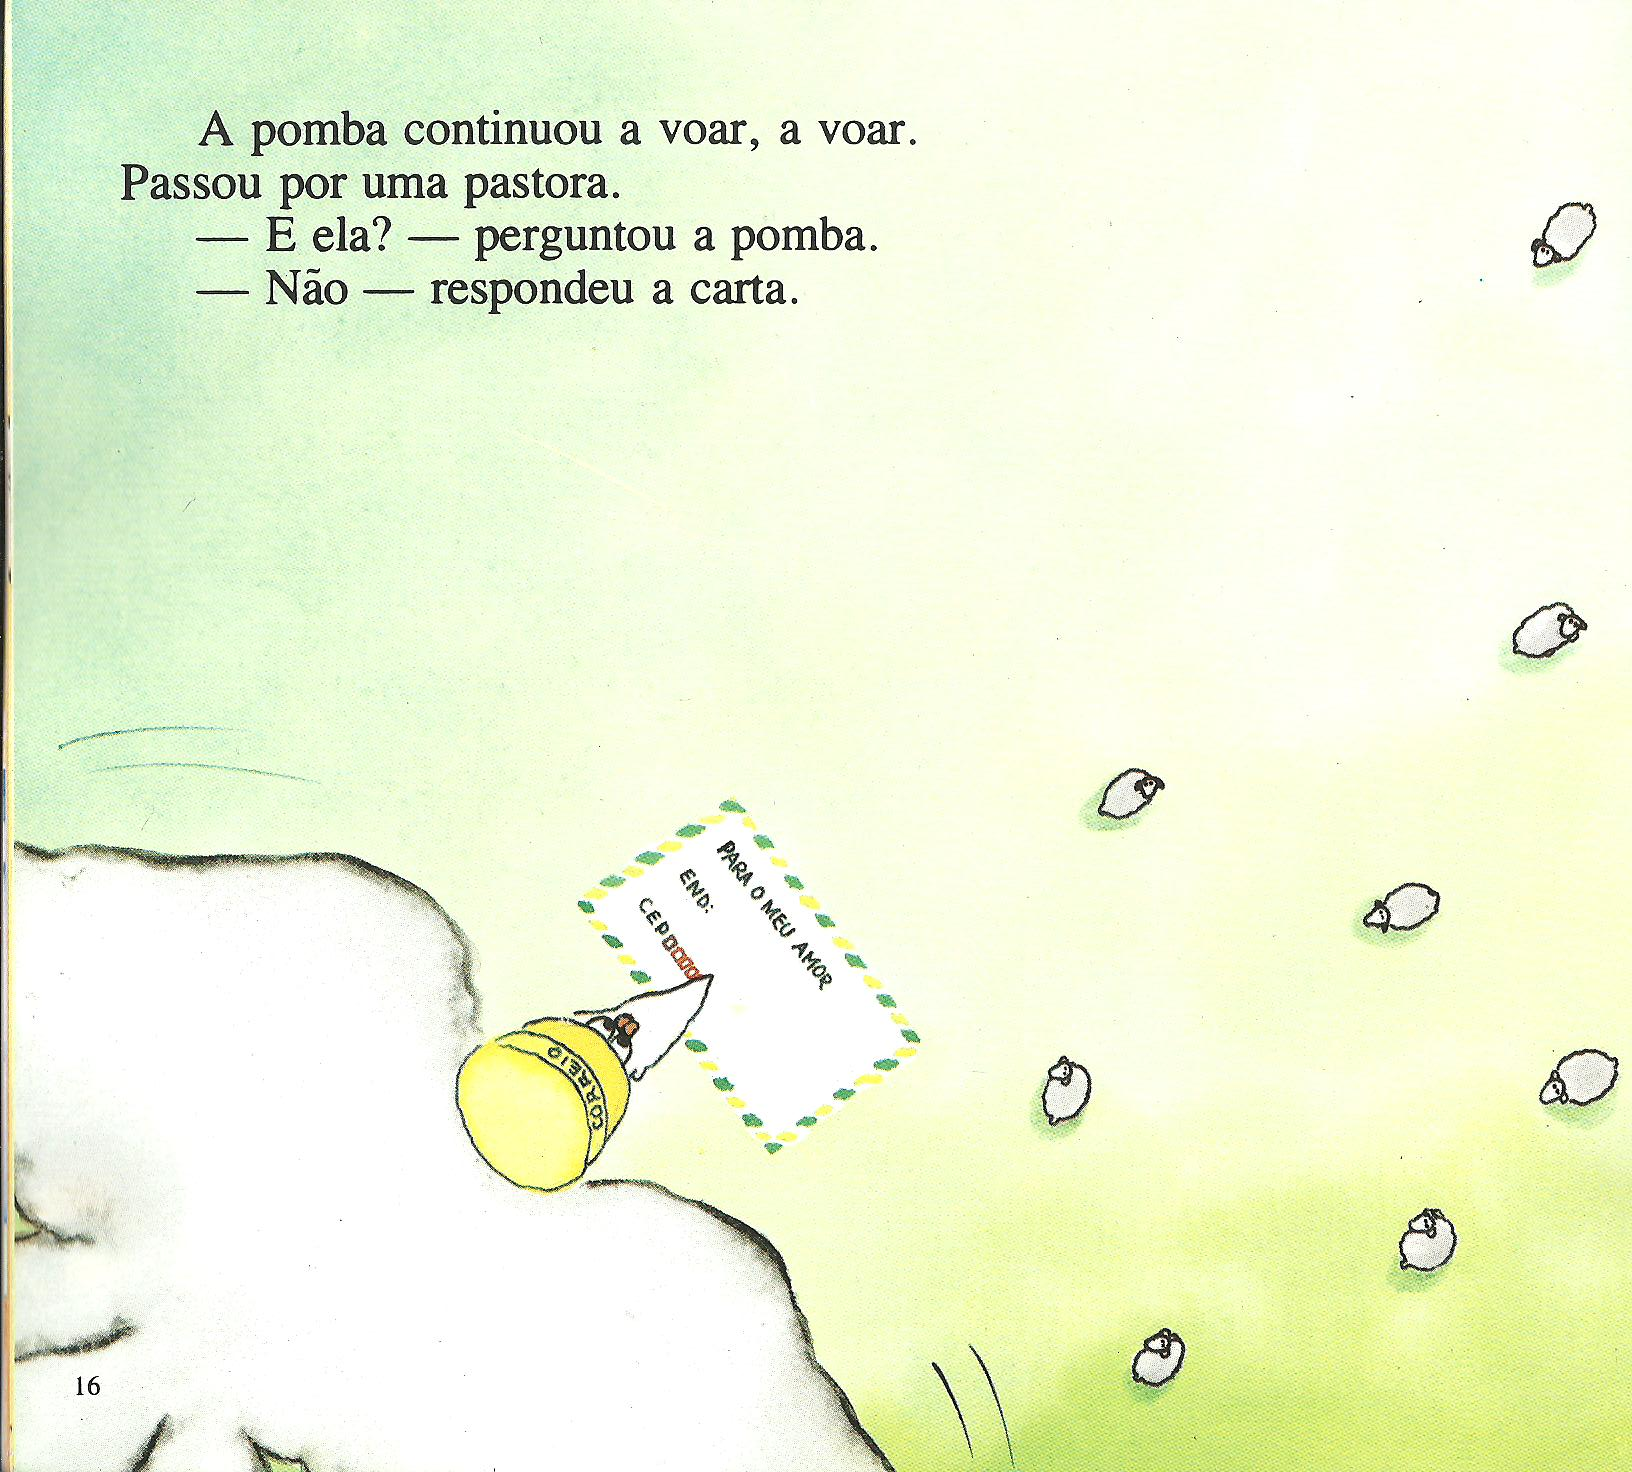 A pomba continuou a voar, a voar.
Passou por uma pastora.
— E ela? — perguntou a pomba.
— Não — respondeu a carta.
PARA O MEU AMOR
END:
CEP
CORREIO
16